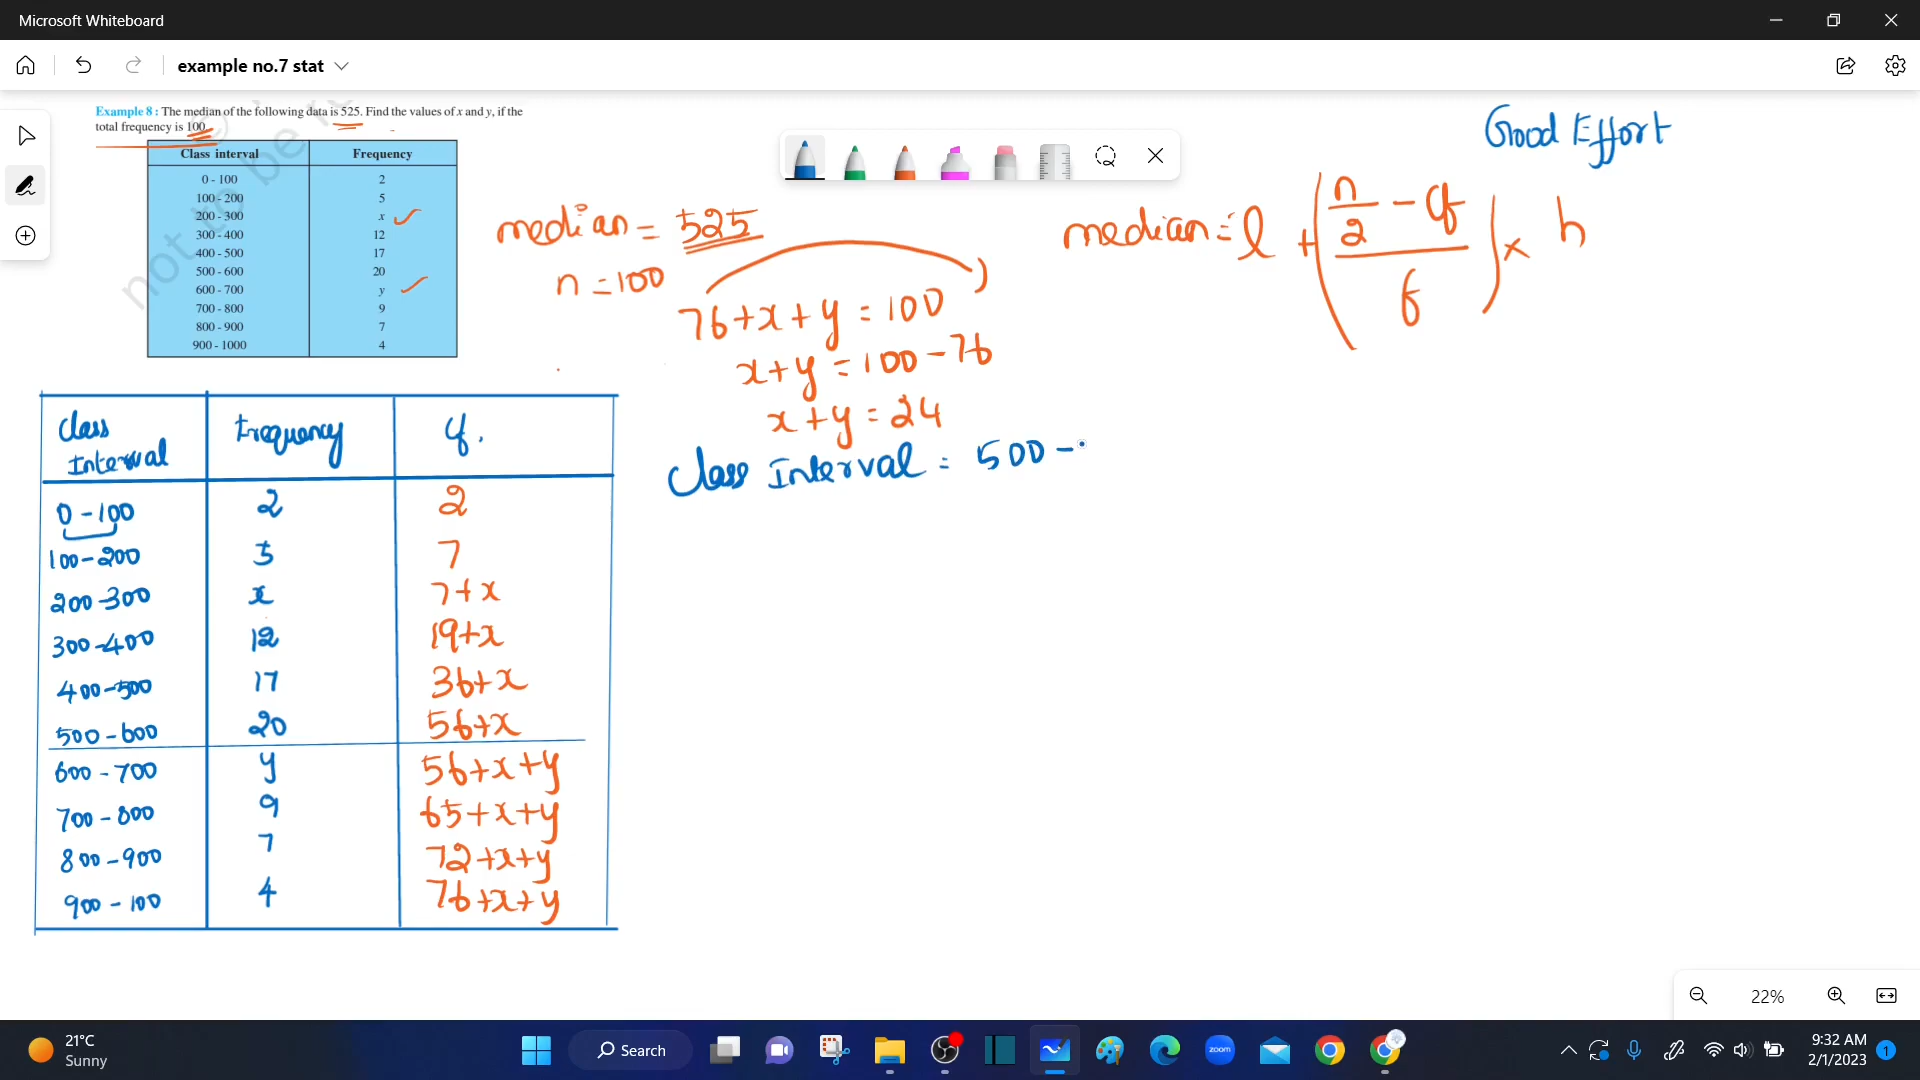 Microsoft Whiteboard
example no.7 stat
Example 8 : The median of the following data is 525. Find the values of x and y, if the
total frequency is 100.
Class interval Frequency
0 - 100 2
100 - 200 5
200 - 300 x
300 - 400 12
400 - 500 17
500 - 600 20
600 - 700 y
700 - 800 9
800 - 900 7
900 - 1000 4
not to be re
Good Effort
median = 525
n = 100
76+x+y = 100
x+y = 100-76
x+y = 24
Class Interval = 500 -
median = l + (n/2 - cf / f) × h
Class Interval Frequency cf.
0-100 2 2
100-200 5 7
200-300 x 7+x
300-400 12 19+x
400-500 17 36+x
500-600 20 56+x
600-700 y 56+x+y
700-800 9 65+x+y
800-900 7 72+x+y
900-100 4 76+x+y
22%
21°C
Sunny
Search
zoom
9:32 AM
2/1/2023
1